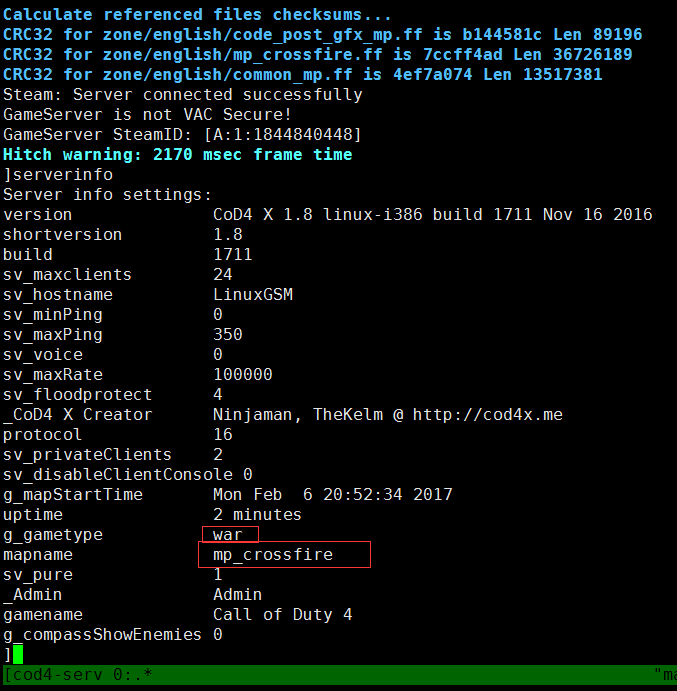 Calculate referenced files checksums...
CRC32 for zone/english/code_post_gfx_mp.ff is b144581c Len 89196
CRC32 for zone/english/mp_crossfire.ff is 7ccff4ad Len 36726189
CRC32 for zone/english/common_mp.ff is 4ef7a074 Len 13517381
Steam: Server connected successfully
GameServer is not VAC Secure!
GameServer SteamID: [A:1:1844840448]
Hitch warning: 2170 msec frame time
]serverinfo
Server info settings:
version CoD4 X 1.8 linux-i386 build 1711 Nov 16 2016
shortversion 1.8
build 1711
sv_maxclients 24
sv_hostname LinuxGSM
sv_minPing 0
sv_maxPing 350
sv_voice 0
sv_maxRate 100000
sv_floodprotect 4
_CoD4 X Creator Ninjaman, TheKelm @ http://cod4x.me
protocol 16
sv_privateClients 2
sv_disableClientConsole 0
g_mapStartTime Mon Feb  6 20:52:34 2017
uptime 2 minutes
g_gametype war
mapname mp_crossfire
sv_pure 1
_Admin Admin
gamename Call of Duty 4
g_compassShowEnemies 0
]
[cod4-serv 0:.* "ma